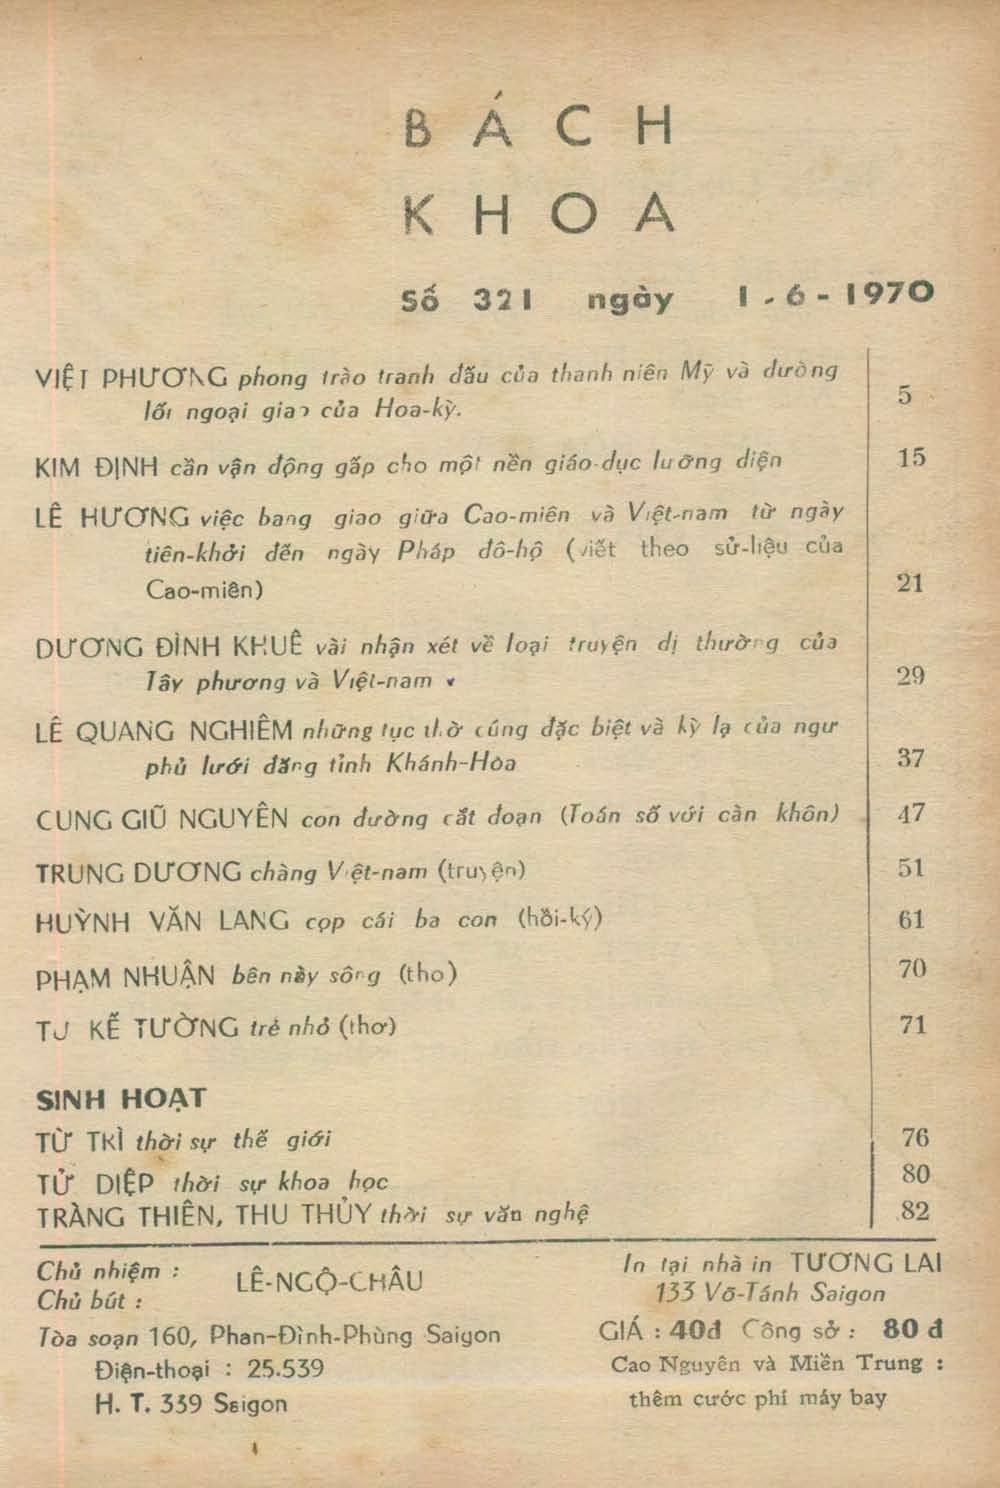 BÁCH
KHOA
Số 321 ngày 1-6-1970
VIỆT PHƯƠNG phong trào tranh đấu của thanh niên Mỹ và đường 5
lối ngoại giao của Hoa-kỳ.
KIM ĐỊNH cần vận động gấp cho một nền giáo-dục lưỡng diện 15
LÊ HƯƠNG việc bang giao giữa Cao-miên và Việt-nam từ ngày
tiên-khởi đến ngày Pháp đô-hộ (viết theo sử-liệu của
Cao-miên) 21
DƯƠNG ĐÌNH KHUÊ vài nhận xét về loại truyện dị thường của
Tây phương và Việt-nam 29
LÊ QUANG NGHIÊM những tục thờ cúng đặc biệt và kỳ lạ của ngư
phủ lưới đăng tỉnh Khánh-Hòa 37
CUNG GIŨ NGUYÊN con đường cắt đoạn (Toán số với càn khôn) 47
TRUNG DƯƠNG chàng Việt-nam (truyện) 51
HUỲNH VĂN LANG cọp cái ba con (hồi-ký) 61
PHẠM NHUẬN bên này sông (tho) 70
TỪ KẾ TƯỜNG trẻ nhỏ (thơ) 71
SINH HOẠT
TỪ TRÌ thời sự thế giới 76
TỬ DIỆP thời sự khoa học 80
TRÀNG THIÊN, THU THỦY thời sự văn nghệ 82
Chủ nhiệm :
Chủ bút : LÊ-NGỘ-CHÂU
Tòa soạn 160, Phan-Đình-Phùng Saigon
Điện-thoại : 25.539
H. T. 339 Saigon
In tại nhà in TƯƠNG LAI
133 Võ-Tánh Saigon
GIÁ : 40đ Công sở : 80 đ
Cao Nguyên và Miền Trung :
thêm cước phí máy bay